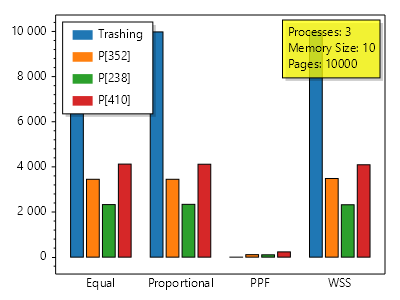 10 000
8 000
6 000
4 000
2 000
0
Trashing
P[352]
P[238]
P[410]
Processes: 3
Memory Size: 10
Pages: 10000
Equal
Proportional
PPF
WSS